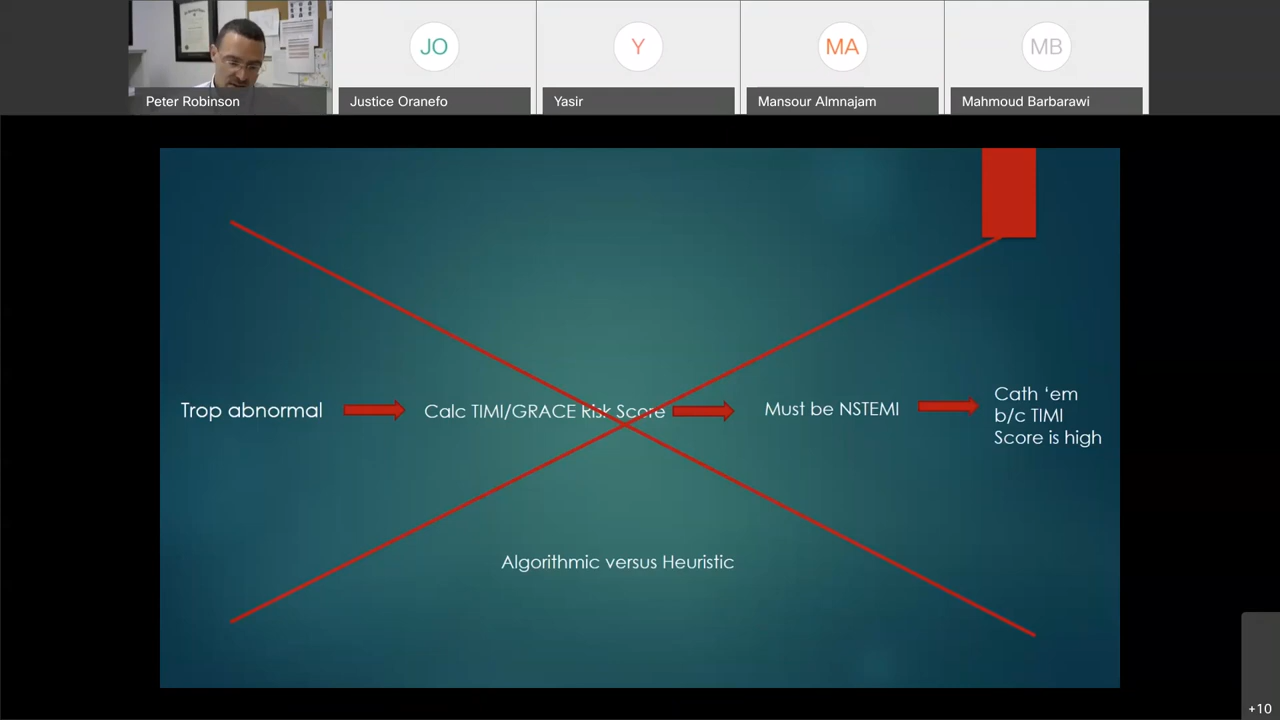 JO
Y
MA
MB
Peter Robinson
Justice Oranefo
Yasir
Mansour Almnajam
Mahmoud Barbarawi
Trop abnormal
Calc TIMI/GRACE Risk Score
Must be NSTEMI
Cath ‘em
b/c TIMI
Score is high
Algorithmic versus Heuristic
+10